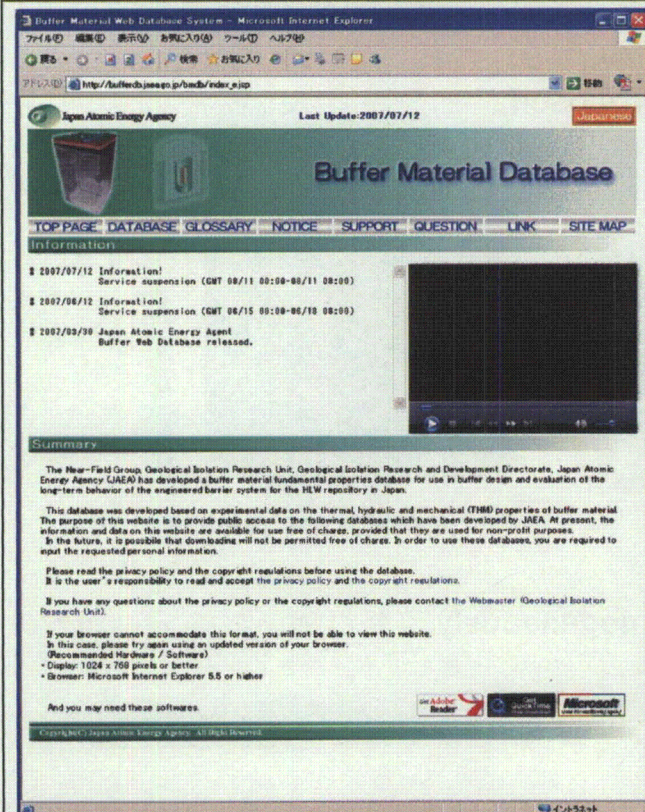 Buffer Material Web Database System - Microsoft Internet Explorer
ファイル(F) 編集(E) 表示(V) お気に入り(A) ツール(T) ヘルプ(H)
戻る 検索 お気に入り
アドレス(D) http://bufferdb.jaea.go.jp/bmdb/index_e.jsp 移動
Japan Atomic Energy Agency Last Update:2007/07/12 Japanese
Buffer Material Database
TOP PAGE DATABASE GLOSSARY NOTICE SUPPORT QUESTION LINK SITE MAP
Information
2007/07/12 Information!
Service suspension (GMT 08/11 00:00-08/11 08:00)
2007/06/12 Information!
Service suspension (GMT 06/15 09:00-06/18 08:00)
2007/03/30 Japan Atomic Energy Agent
Buffer Web Database released.
Summary
The Near-Field Group, Geological Isolation Research Unit, Geological Isolation Research and Development Directorate, Japan Atomic
Energy Agency (JAEA) has developed a buffer material fundamental properties database for use in buffer design and evaluation of the
long-term behavior of the engineered barrier system for the HLW repository in Japan.
This database was developed based on experimental data on the thermal, hydraulic and mechanical (THM) properties of buffer material.
The purpose of this website is to provide public access to the following databases which have been developed by JAEA. At present, the
information and data on this website are available for use free of charge, provided that they are used for non-profit purposes.
In the future, it is possible that downloading will not be permitted free of charge. In order to use these databases, you are required to
input the requested personal information.
Please read the privacy policy and the copyright regulations before using the database.
It is the user's responsibility to read and accept the privacy policy and the copyright regulations.
If you have any questions about the privacy policy or the copyright regulations, please contact the Webmaster (Geological Isolation
Research Unit).
If your browser cannot accommodate this format, you will not be able to view this website.
In this case, please try again using an updated version of your browser.
(Recommended Hardware / Software)
・Display: 1024 x 768 pixels or better
・Browser: Microsoft Internet Explorer 5.5 or higher
And you may need these softwares. Get Adobe Reader Get QuickTime Microsoft
Copyright(C) Japan Atomic Energy Agency. All Rights Reserved.
イントラネット